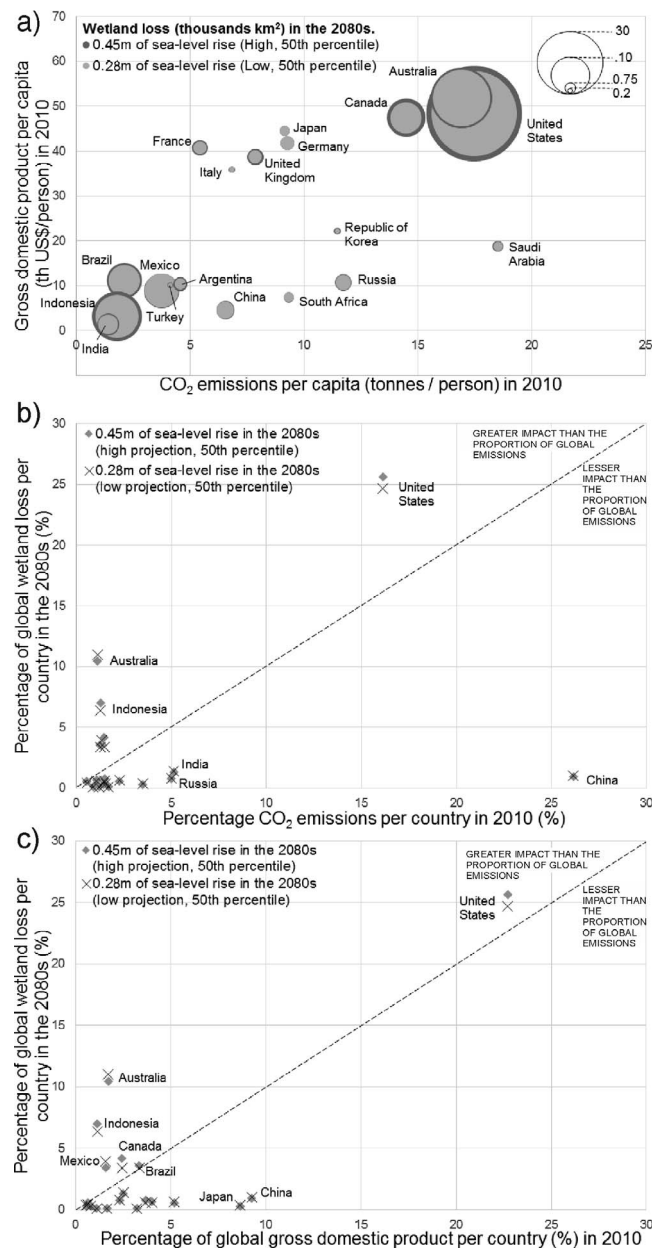 a)
Wetland loss (thousands km²) in the 2080s.
0.45m of sea-level rise (High, 50th percentile)
0.28m of sea-level rise (Low, 50th percentile)
30
.10
0.75
0.2
Gross domestic product per capita
(th US$/person) in 2010
70
60
50
40
30
20
10
0
Australia
Canada
United
States
Japan
France
Germany
Italy
United
Kingdom
Republic of
Korea
Saudi
Arabia
Brazil
Mexico
Argentina
Russia
Indonesia
Turkey
China
South Africa
India
0
5
10
15
20
25
CO₂ emissions per capita (tonnes / person) in 2010
b)
0.45m of sea-level rise in the 2080s
(high projection, 50th percentile)
0.28m of sea-level rise in the 2080s
(low projection, 50th percentile)
GREATER IMPACT THAN THE
PROPORTION OF GLOBAL
EMISSIONS
LESSER
IMPACT THAN
THE
PROPORTION
OF GLOBAL
EMISSIONS
Percentage of global wetland loss per
country in the 2080s (%)
30
25
20
15
10
5
0
United
States
Australia
Indonesia
India
Russia
China
0
5
10
15
20
25
30
Percentage CO₂ emissions per country in 2010 (%)
c)
0.45m of sea-level rise in the 2080s
(high projection, 50th percentile)
0.28m of sea-level rise in the 2080s
(low projection, 50th percentile)
GREATER IMPACT THAN THE
PROPORTION OF GLOBAL
EMISSIONS
LESSER
IMPACT THAN
THE
PROPORTION
OF GLOBAL
EMISSIONS
Percentage of global wetland loss per
country in the 2080s (%)
30
25
20
15
10
5
0
United
States
Australia
Indonesia
Canada
Mexico
Brazil
Japan
China
0
5
10
15
20
25
30
Percentage of global gross domestic product per country (%) in 2010